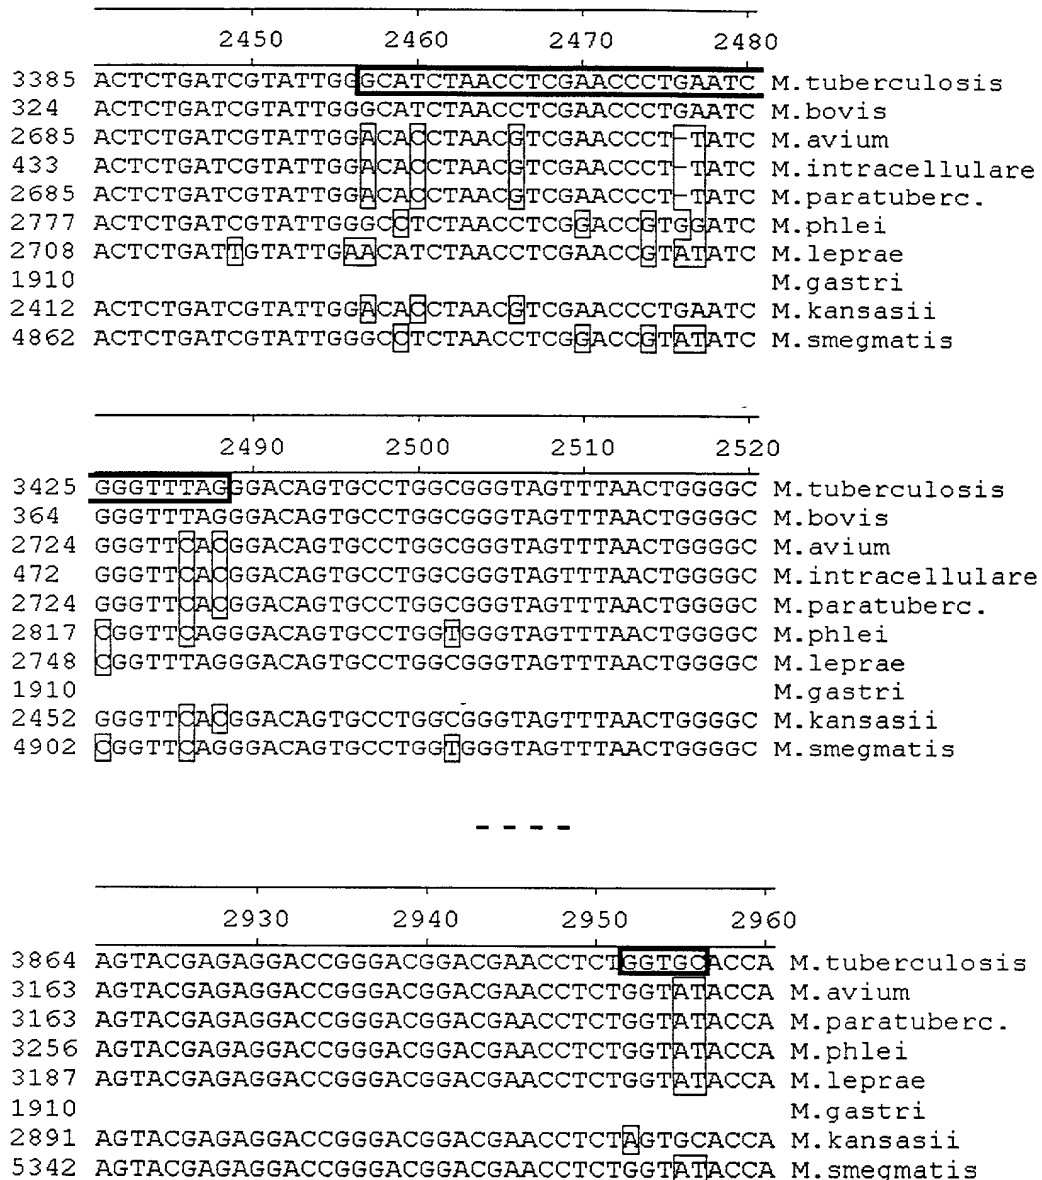 2450 2460 2470 2480
3385 ACTCTGATCGTATTGGGCATCTAACCTCGAACCCTGAATC M.tuberculosis
324 ACTCTGATCGTATTGGGCATCTAACCTCGAACCCTGAATC M.bovis
2685 ACTCTGATCGTATTGGACACCTAACGTCGAACCCT-TATC M.avium
433 ACTCTGATCGTATTGGACACCTAACGTCGAACCCT-TATC M.intracellulare
2685 ACTCTGATCGTATTGGACACCTAACGTCGAACCCT-TATC M.paratuberc.
2777 ACTCTGATCGTATTGGGCCTCTAACCTCGGACCGTGGATC M.phlei
2708 ACTCTGATTGTATTGAACATCTAACCTCGAACCGTATATC M.leprae
1910 M.gastri
2412 ACTCTGATCGTATTGGACACCTAACGTCGAACCCTGAATC M.kansasii
4862 ACTCTGATCGTATTGGGCCTCTAACCTCGGACCGTATATC M.smegmatis
2490 2500 2510 2520
3425 GGGTTTAGGGACAGTGCCTGGCGGGTAGTTTAACTGGGGC M.tuberculosis
364 GGGTTTAGGGACAGTGCCTGGCGGGTAGTTTAACTGGGGC M.bovis
2724 GGGTTCACGGACAGTGCCTGGCGGGTAGTTTAACTGGGGC M.avium
472 GGGTTCACGGACAGTGCCTGGCGGGTAGTTTAACTGGGGC M.intracellulare
2724 GGGTTCACGGACAGTGCCTGGCGGGTAGTTTAACTGGGGC M.paratuberc.
2817 CGGTTCAGGGACAGTGCCTGGTGGGTAGTTTAACTGGGGC M.phlei
2748 CGGTTTAGGGACAGTGCCTGGCGGGTAGTTTAACTGGGGC M.leprae
1910 M.gastri
2452 GGGTTCACGGACAGTGCCTGGCGGGTAGTTTAACTGGGGC M.kansasii
4902 CGGTTCAGGGACAGTGCCTGGTGGGTAGTTTAACTGGGGC M.smegmatis
- - - -
2930 2940 2950 2960
3864 AGTACGAGAGGACCGGGACGGACGAACCTCTGGTGCACCA M.tuberculosis
3163 AGTACGAGAGGACCGGGACGGACGAACCTCTGGTATACCA M.avium
3163 AGTACGAGAGGACCGGGACGGACGAACCTCTGGTATACCA M.paratuberc.
3256 AGTACGAGAGGACCGGGACGGACGAACCTCTGGTATACCA M.phlei
3187 AGTACGAGAGGACCGGGACGGACGAACCTCTGGTATACCA M.leprae
1910 M.gastri
2891 AGTACGAGAGGACCGGGACGGACGAACCTCTAGTGCACCA M.kansasii
5342 AGTACGAGAGGACCGGGACGGACGAACCTCTGGTATACCA M.smegmatis